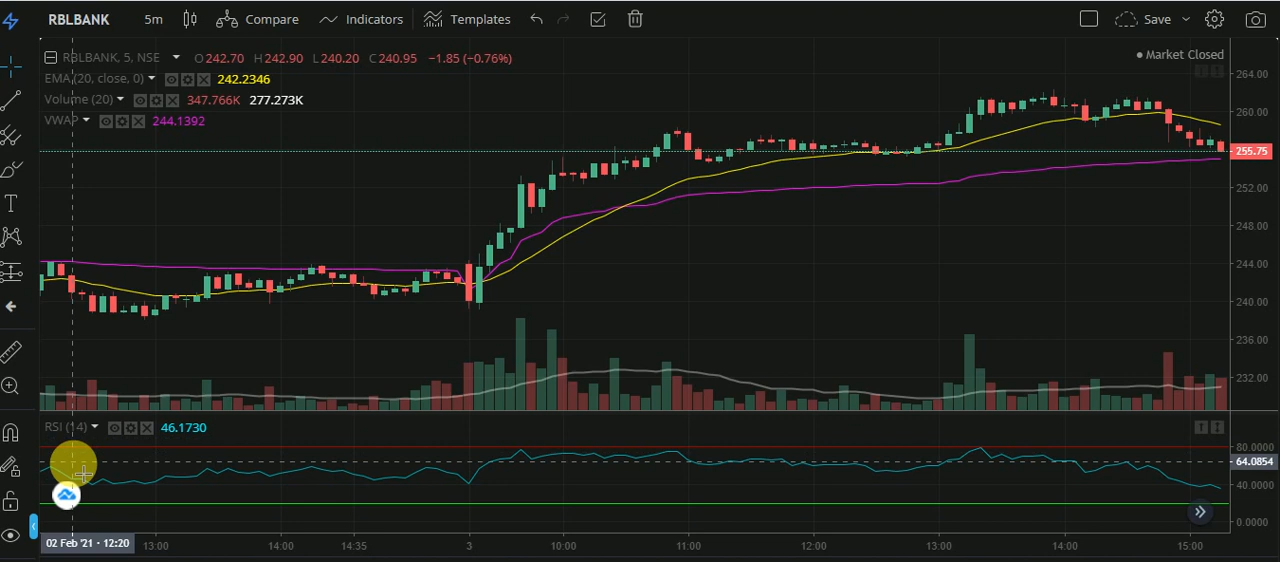 RBLBANK 5m Compare Indicators Templates Save
RBLBANK, 5, NSE O242.70 H242.90 L240.20 C240.95 −1.85 (−0.76%) Market Closed
EMA (20, close, 0) 242.2346
Volume (20) 347.766K 277.273K
VWAP 244.1392
264.00
260.00
255.75
252.00
248.00
244.00
240.00
236.00
232.00
RSI (14) 46.1730
80.0000
64.0854
40.0000
0.0000
02 Feb '21 - 12:20 13:00 14:00 14:35 3 10:00 11:00 12:00 13:00 14:00 15:00